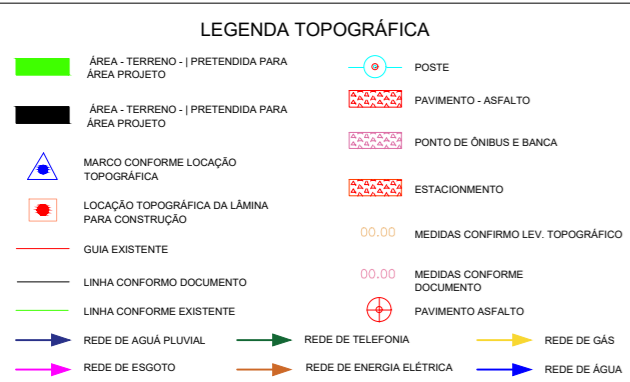 LEGENDA TOPOGRÁFICA
ÁREA - TERRENO - | PRETENDIDA PARA
ÁREA PROJETO
ÁREA - TERRENO - | PRETENDIDA PARA
ÁREA PROJETO
MARCO CONFORME LOCAÇÃO
TOPOGRÁFICA
LOCAÇÃO TOPOGRÁFICA DA LÂMINA
PARA CONSTRUÇÃO
GUIA EXISTENTE
LINHA CONFORMO DOCUMENTO
LINHA CONFORME EXISTENTE
POSTE
PAVIMENTO - ASFALTO
PONTO DE ÔNIBUS E BANCA
ESTACIONMENTO
00.00 MEDIDAS CONFIRMO LEV. TOPOGRÁFICO
00.00 MEDIDAS CONFORME
DOCUMENTO
PAVIMENTO ASFALTO
REDE DE AGUÁ PLUVIAL
REDE DE TELEFONIA
REDE DE GÁS
REDE DE ESGOTO
REDE DE ENERGIA ELÉTRICA
REDE DE ÁGUA